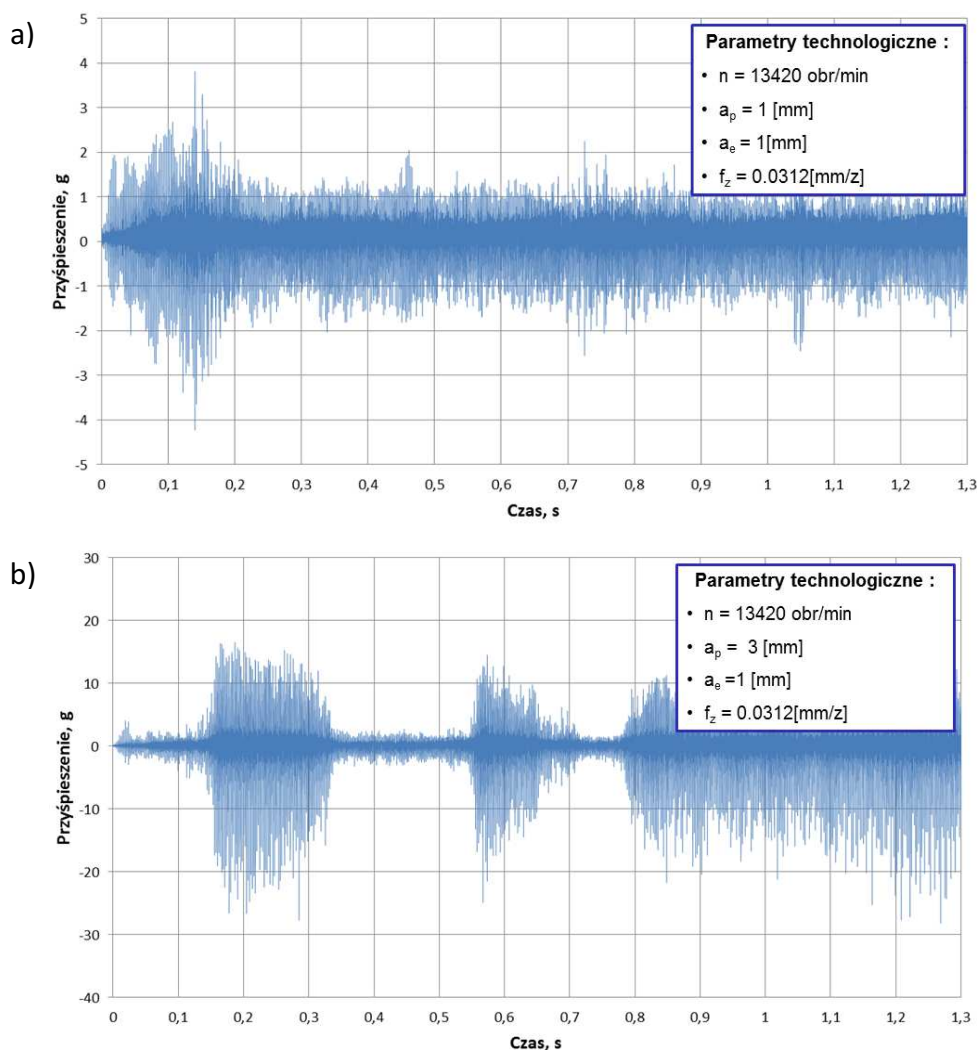 a)
Przyśpieszenie, g
5
4
3
2
1
0
-1
-2
-3
-4
-5
0 0,1 0,2 0,3 0,4 0,5 0,6 0,7 0,8 0,9 1 1,1 1,2 1,3
Czas, s
Parametry technologiczne :
• n = 13420 obr/min
• aₚ = 1 [mm]
• aₑ = 1[mm]
• f_z = 0.0312[mm/z]
b)
Przyśpieszenie, g
30
20
10
0
-10
-20
-30
-40
0 0,1 0,2 0,3 0,4 0,5 0,6 0,7 0,8 0,9 1 1,1 1,2 1,3
Czas, s
Parametry technologiczne :
• n = 13420 obr/min
• aₚ = 3 [mm]
• aₑ =1 [mm]
• f_z = 0.0312[mm/z]